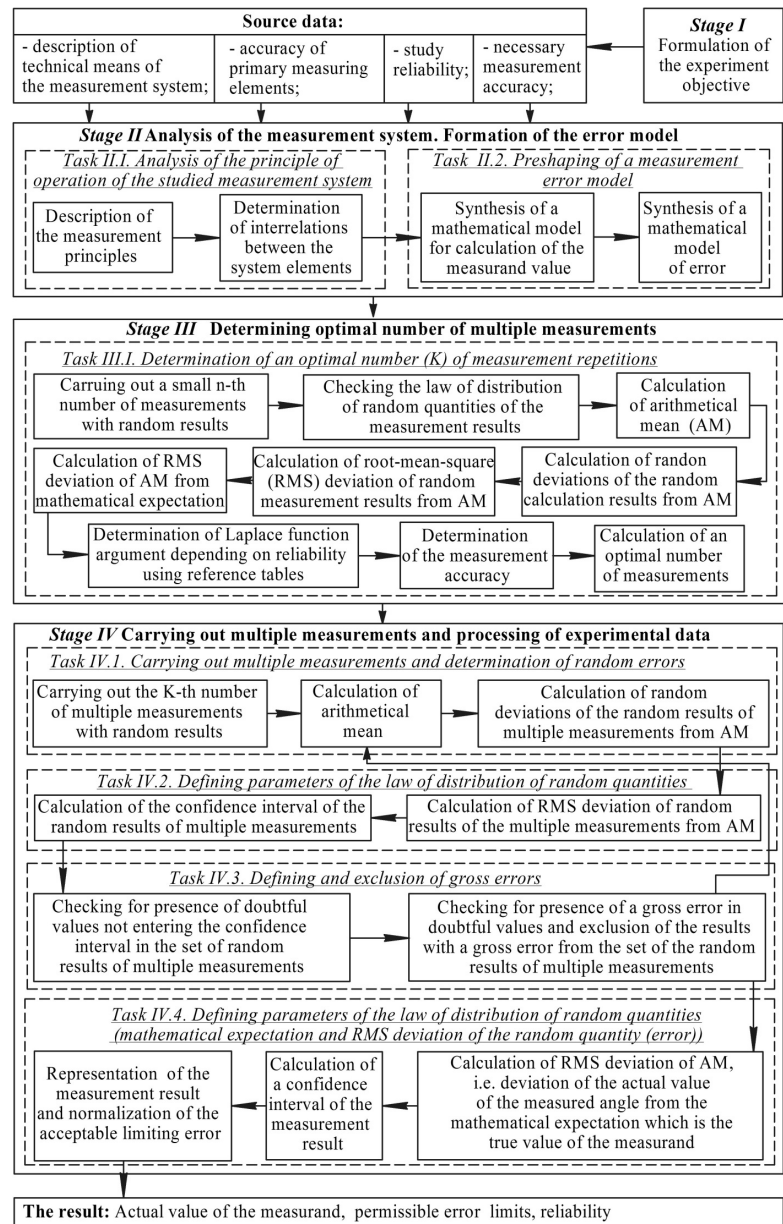 Source data:
- description of
technical means of
the measurement system;
- accuracy of
primary measuring
elements;
- study
reliability;
- necessary
measurement
accuracy;
Stage I
Formulation of
the experiment
objective
Stage II Analysis of the measurement system. Formation of the error model
Task II.I. Analysis of the principle of
operation of the studied measurement system
Description of
the measurement
principles
Determination
of interrelations
between the
system elements
Task II.2. Preshaping of a measurement
error model
Synthesis of a
mathematical model
for calculation of the
measurand value
Synthesis of a
mathematical
model
of error
Stage III Determining optimal number of multiple measurements
Task III.I. Determination of an optimal number (K) of measurement repetitions
Carruing out a small n-th
number of measurements
with random results
Checking the law of distribution
of random quantities of the
measurement results
Calculation
of arithmetical
mean (AM)
Calculation of RMS
deviation of AM from
mathematical expectation
Calculation of root-mean-square
(RMS) deviation of random
measurement results from AM
Calculation of randon
deviations of the random
calculation results from AM
Determination of Laplace function
argument depending on reliability
using reference tables
Determination
of the measurement
accuracy
Calculation of an
optimal number
of measurements
Stage IV Carrying out multiple measurements and processing of experimental data
Task IV.1. Carrying out multiple measurements and determination of random errors
Carrying out the K-th number
of multiple measurements
with random results
Calculation of
arithmetical
mean
Calculation of random
deviations of the random results of
multiple measurements from AM
Task IV.2. Defining parameters of the law of distribution of random quantities
Calculation of the confidence interval of the
random results of multiple measurements
Calculation of RMS deviation of random
results of the multiple measurements from AM
Task IV.3. Defining and exclusion of gross errors
Checking for presence of doubtful
values not entering the confidence
interval in the set of random
results of multiple measurements
Checking for presence of a gross error in
doubtful values and exclusion of the results
with a gross error from the set of the random
results of multiple measurements
Task IV.4. Defining parameters of the law of distribution of random quantities
(mathematical expectation and RMS deviation of the random quantity (error))
Representation of the
measurement result
and normalization of the
acceptable limiting error
Calculation of
a confidence
interval of the
measurement
result
Calculation of RMS deviation of AM,
i.e. deviation of the actual value
of the measured angle from the
mathematical expectation which is the
true value of the measurand
The result: Actual value of the measurand, permissible error limits, reliability